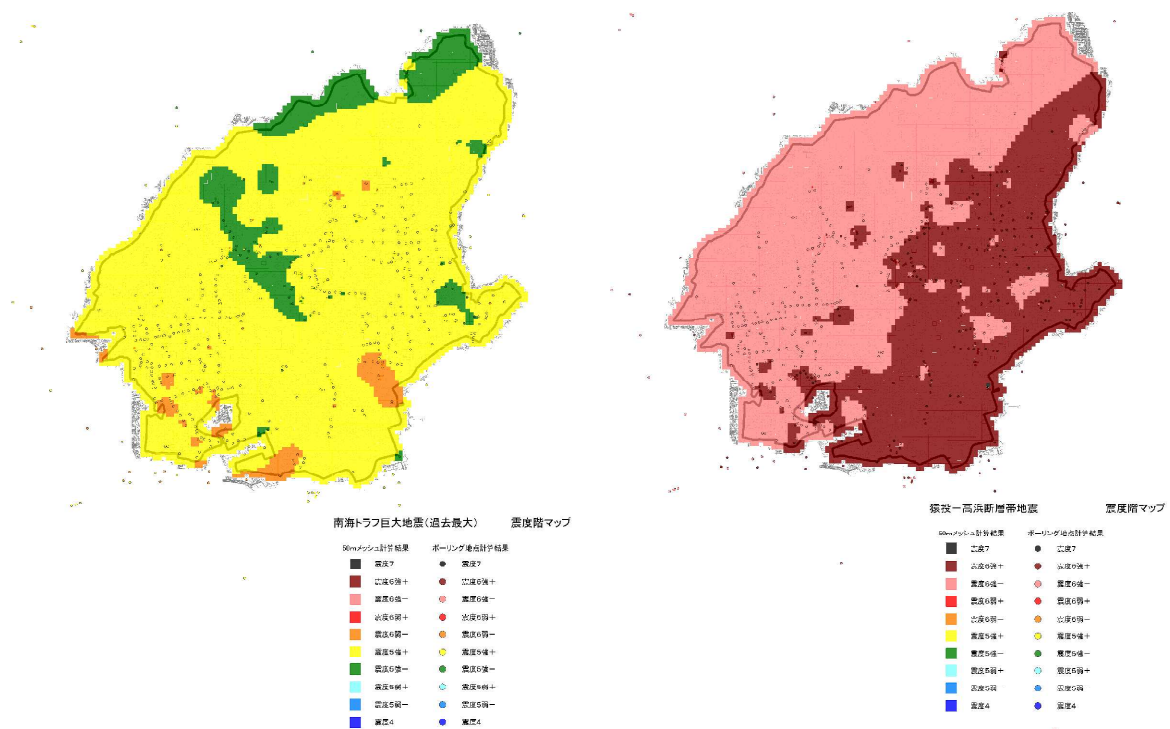 南海トラフ巨大地震(過去最大) 震度階マップ
50mメッシュ計算結果 ボーリング地点計算結果
震度7 震度7
震度6強+ 震度6強+
震度6強- 震度6強-
震度6弱+ 震度6弱+
震度6弱- 震度6弱-
震度5強+ 震度5強+
震度5強- 震度5強-
震度5弱+ 震度5弱+
震度5弱- 震度5弱-
震度4 震度4
猿投-高浜断層帯地震 震度階マップ
50mメッシュ計算結果 ボーリング地点計算結果
震度7 震度7
震度6強+ 震度6強+
震度6強- 震度6強-
震度6弱+ 震度6弱+
震度6弱- 震度6弱-
震度5強+ 震度5強+
震度5強- 震度5強-
震度5弱+ 震度5弱+
震度5弱 震度5弱
震度4 震度4